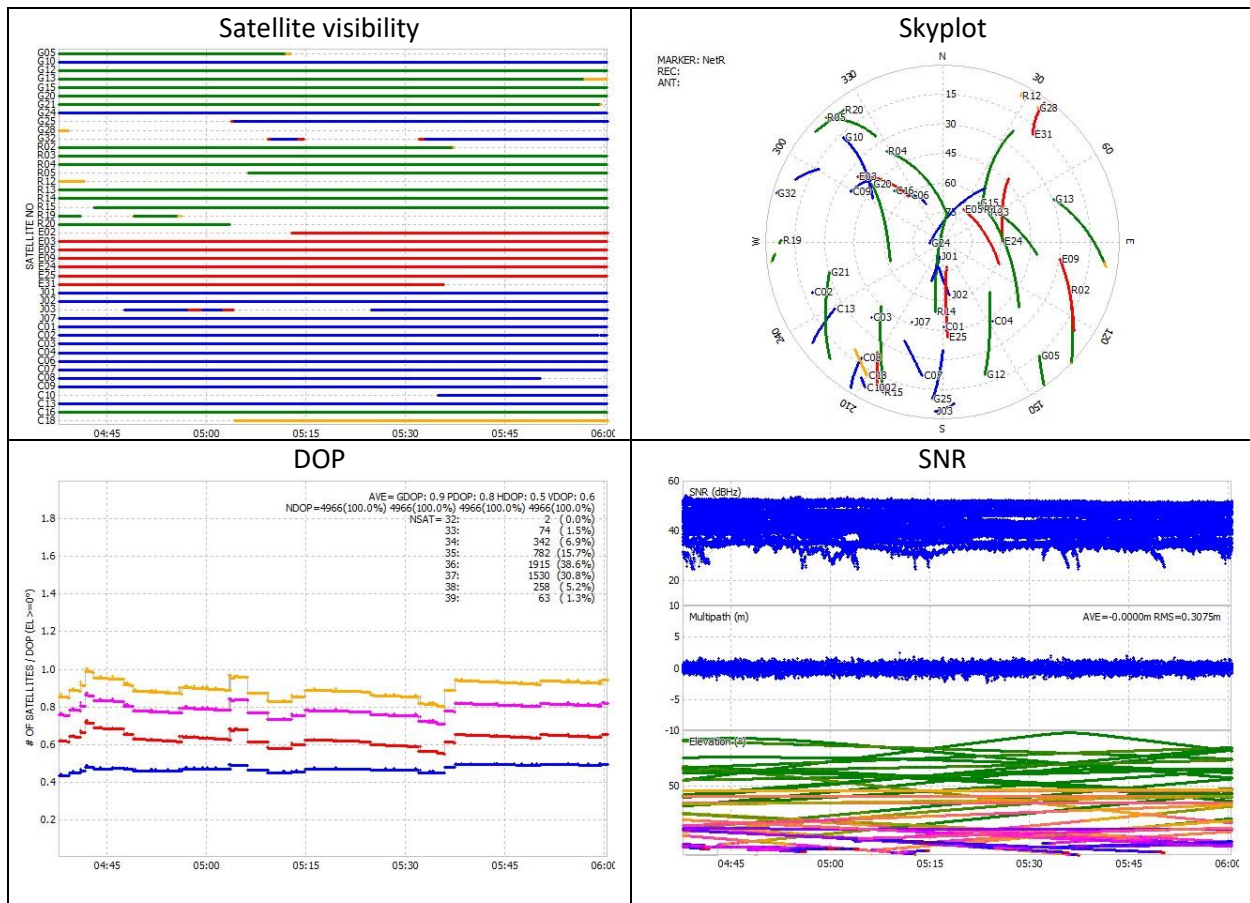 Satellite visibility
G05
G10
G12
G13
G15
G20
G21
G24
G25
G28
G32
R02
R03
R04
R05
R12
R13
R14
R15
R19
R20
E02
E03
E05
E09
E24
E25
E31
J01
J02
J03
J07
C01
C02
C03
C04
C06
C07
C08
C09
C10
C13
C16
C18
SATELLITE NO
04:45 05:00 05:15 05:30 05:45 06:00
Skyplot
MARKER: NetR
REC:
ANT:
N
330 30
15
R12
G28
R20
R05
30
G10
E31
300 60
R04
45
E03
G20
C09
C16
C06
60
G32
G15
G13
75
E05
W
R19
G24
E24
E
J01
E09
G21
C02
J02
R02
C13
R14
C03
J07
C01
C04
E25
240 120
G05
C08
C18
C07
G12
R15
G25
J03
210 150
S
DOP
AVE= GDOP: 0.9 PDOP: 0.8 HDOP: 0.5 VDOP: 0.6
NDOP=4966(100.0%) 4966(100.0%) 4966(100.0%) 4966(100.0%)
NSAT= 32: 2 ( 0.0%)
33: 74 ( 1.5%)
34: 342 ( 6.9%)
35: 782 (15.7%)
36: 1915 (38.6%)
37: 1530 (30.8%)
38: 258 ( 5.2%)
39: 63 ( 1.3%)
1.8
1.6
1.4
1.2
1.0
0.8
0.6
0.4
0.2
# OF SATELLITES / DOP (EL >=0°)
04:45 05:00 05:15 05:30 05:45 06:00
SNR
60
SNR (dBHz)
40
20
10
Multipath (m) AVE=-0.0000m RMS=0.3075m
5
0
-5
-10
Elevation (°)
50
04:45 05:00 05:15 05:30 05:45 06:00